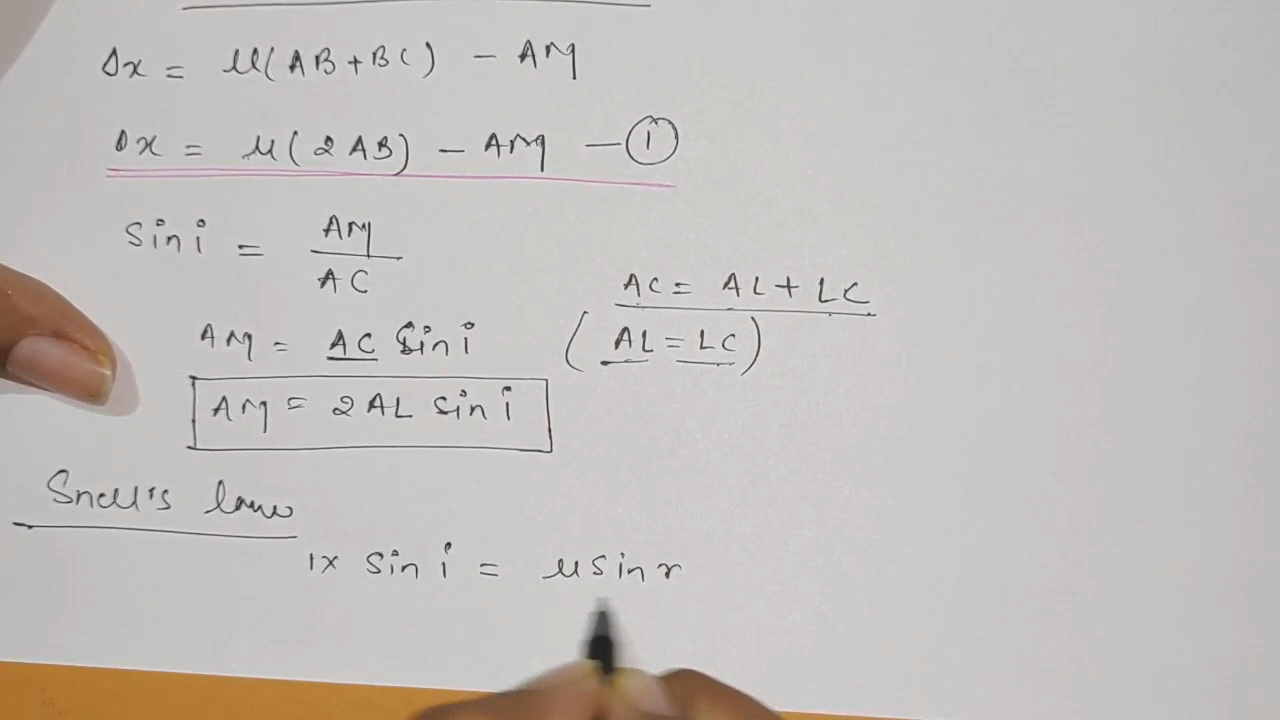 Δx = μ(AB+BC) - AM
Δx = μ(2AB) - AM - ①
sin i = AM / AC
AC = AL + LC
AM = AC sin i (AL = LC)
AM = 2AL sin i
Snell's law
1x sin i = μ sin r